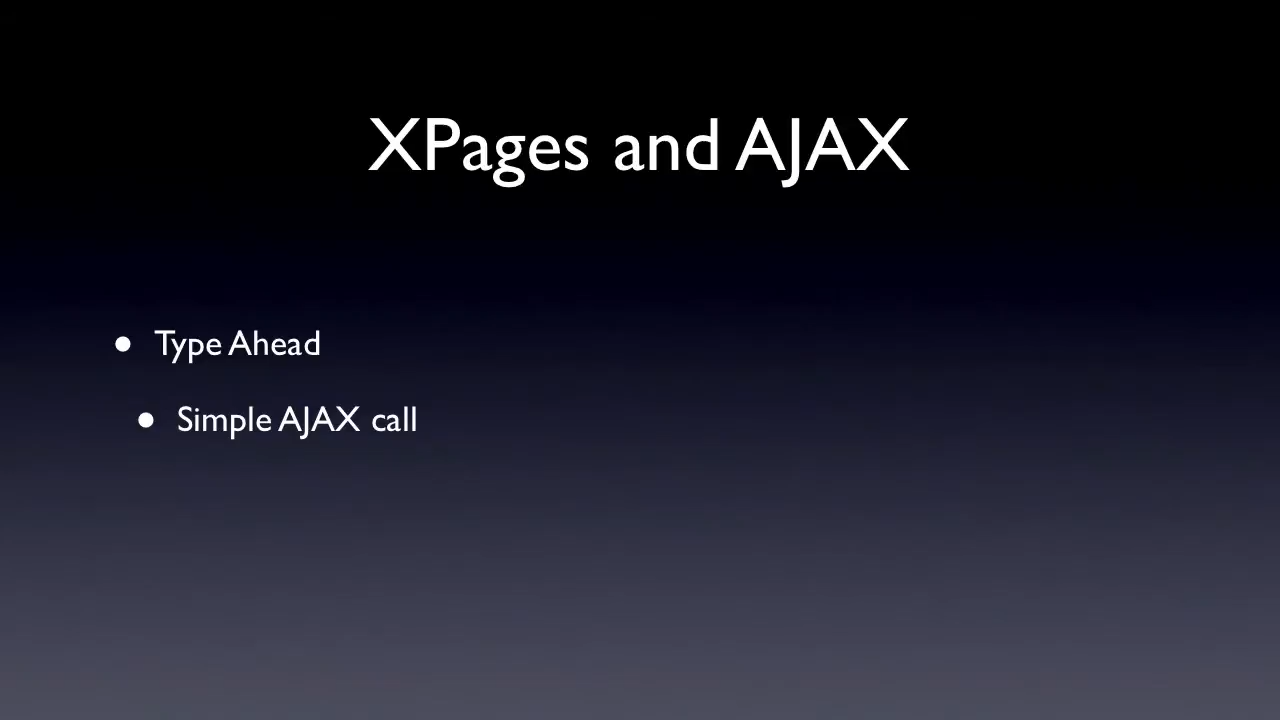 XPages and AJAX
• Type Ahead
• Simple AJAX call